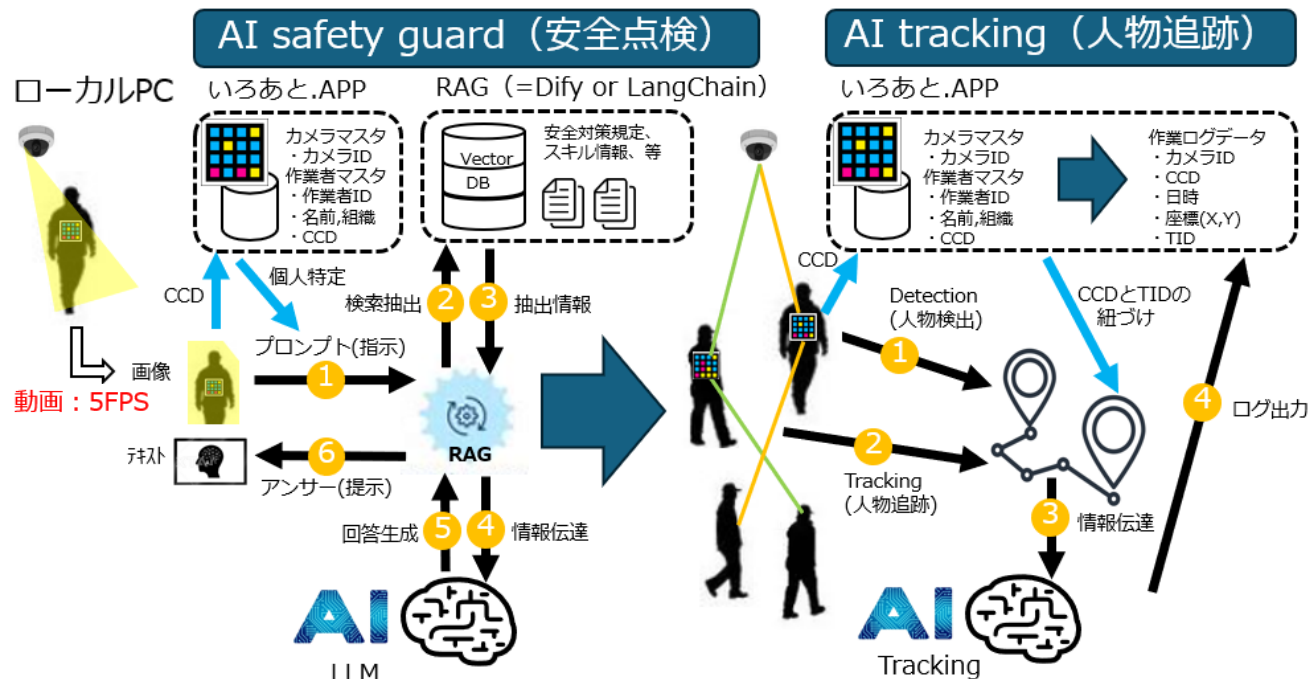 AI safety guard（安全点検）
AI tracking（人物追跡）
ローカルPC
いろあと.APP
RAG（=Dify or LangChain）
いろあと.APP
カメラマスタ
・カメラID
作業者マスタ
・作業者ID
・名前,組織
・CCD
Vector
DB
安全対策規定、
スキル情報、等
カメラマスタ
・カメラID
作業者マスタ
・作業者ID
・名前,組織
・CCD
作業ログデータ
・カメラID
・CCD
・日時
・座標(X,Y)
・TID
CCD
個人特定
検索抽出
2
3
抽出情報
CCD
Detection
(人物検出)
1
CCDとTIDの
紐づけ
プロンプト(指示)
1
画像
動画：5FPS
RAG
テキスト
6
アンサー(提示)
2
Tracking
(人物追跡)
4
ログ出力
回答生成
5
4
情報伝達
3
情報伝達
AI
LLM
AI
Tracking